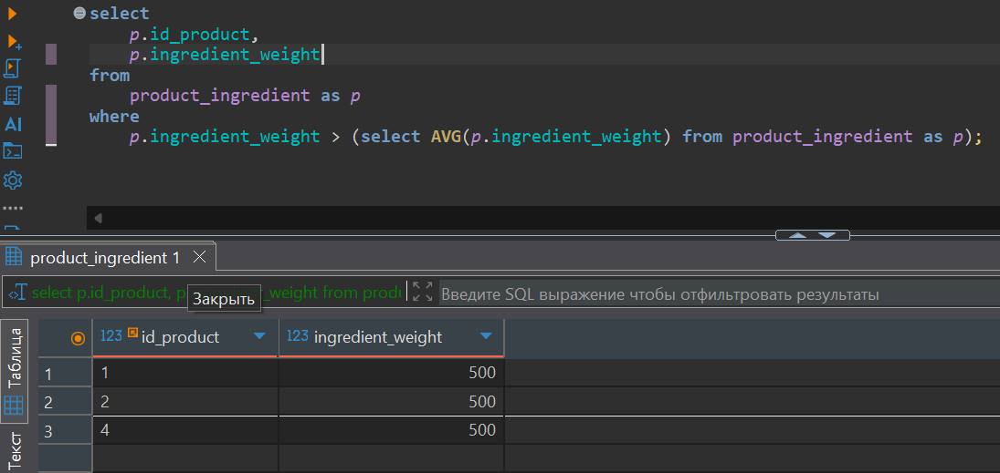 select
p.id_product,
p.ingredient_weight
from
product_ingredient as p
where
p.ingredient_weight > (select AVG(p.ingredient_weight) from product_ingredient as p);
AI
product_ingredient 1
select p.id_product, p _weight from produ
Закрыть
Введите SQL выражение чтобы отфильтровать результаты
Таблица
Текст
123 id_product 123 ingredient_weight
1 1 500
2 2 500
3 4 500